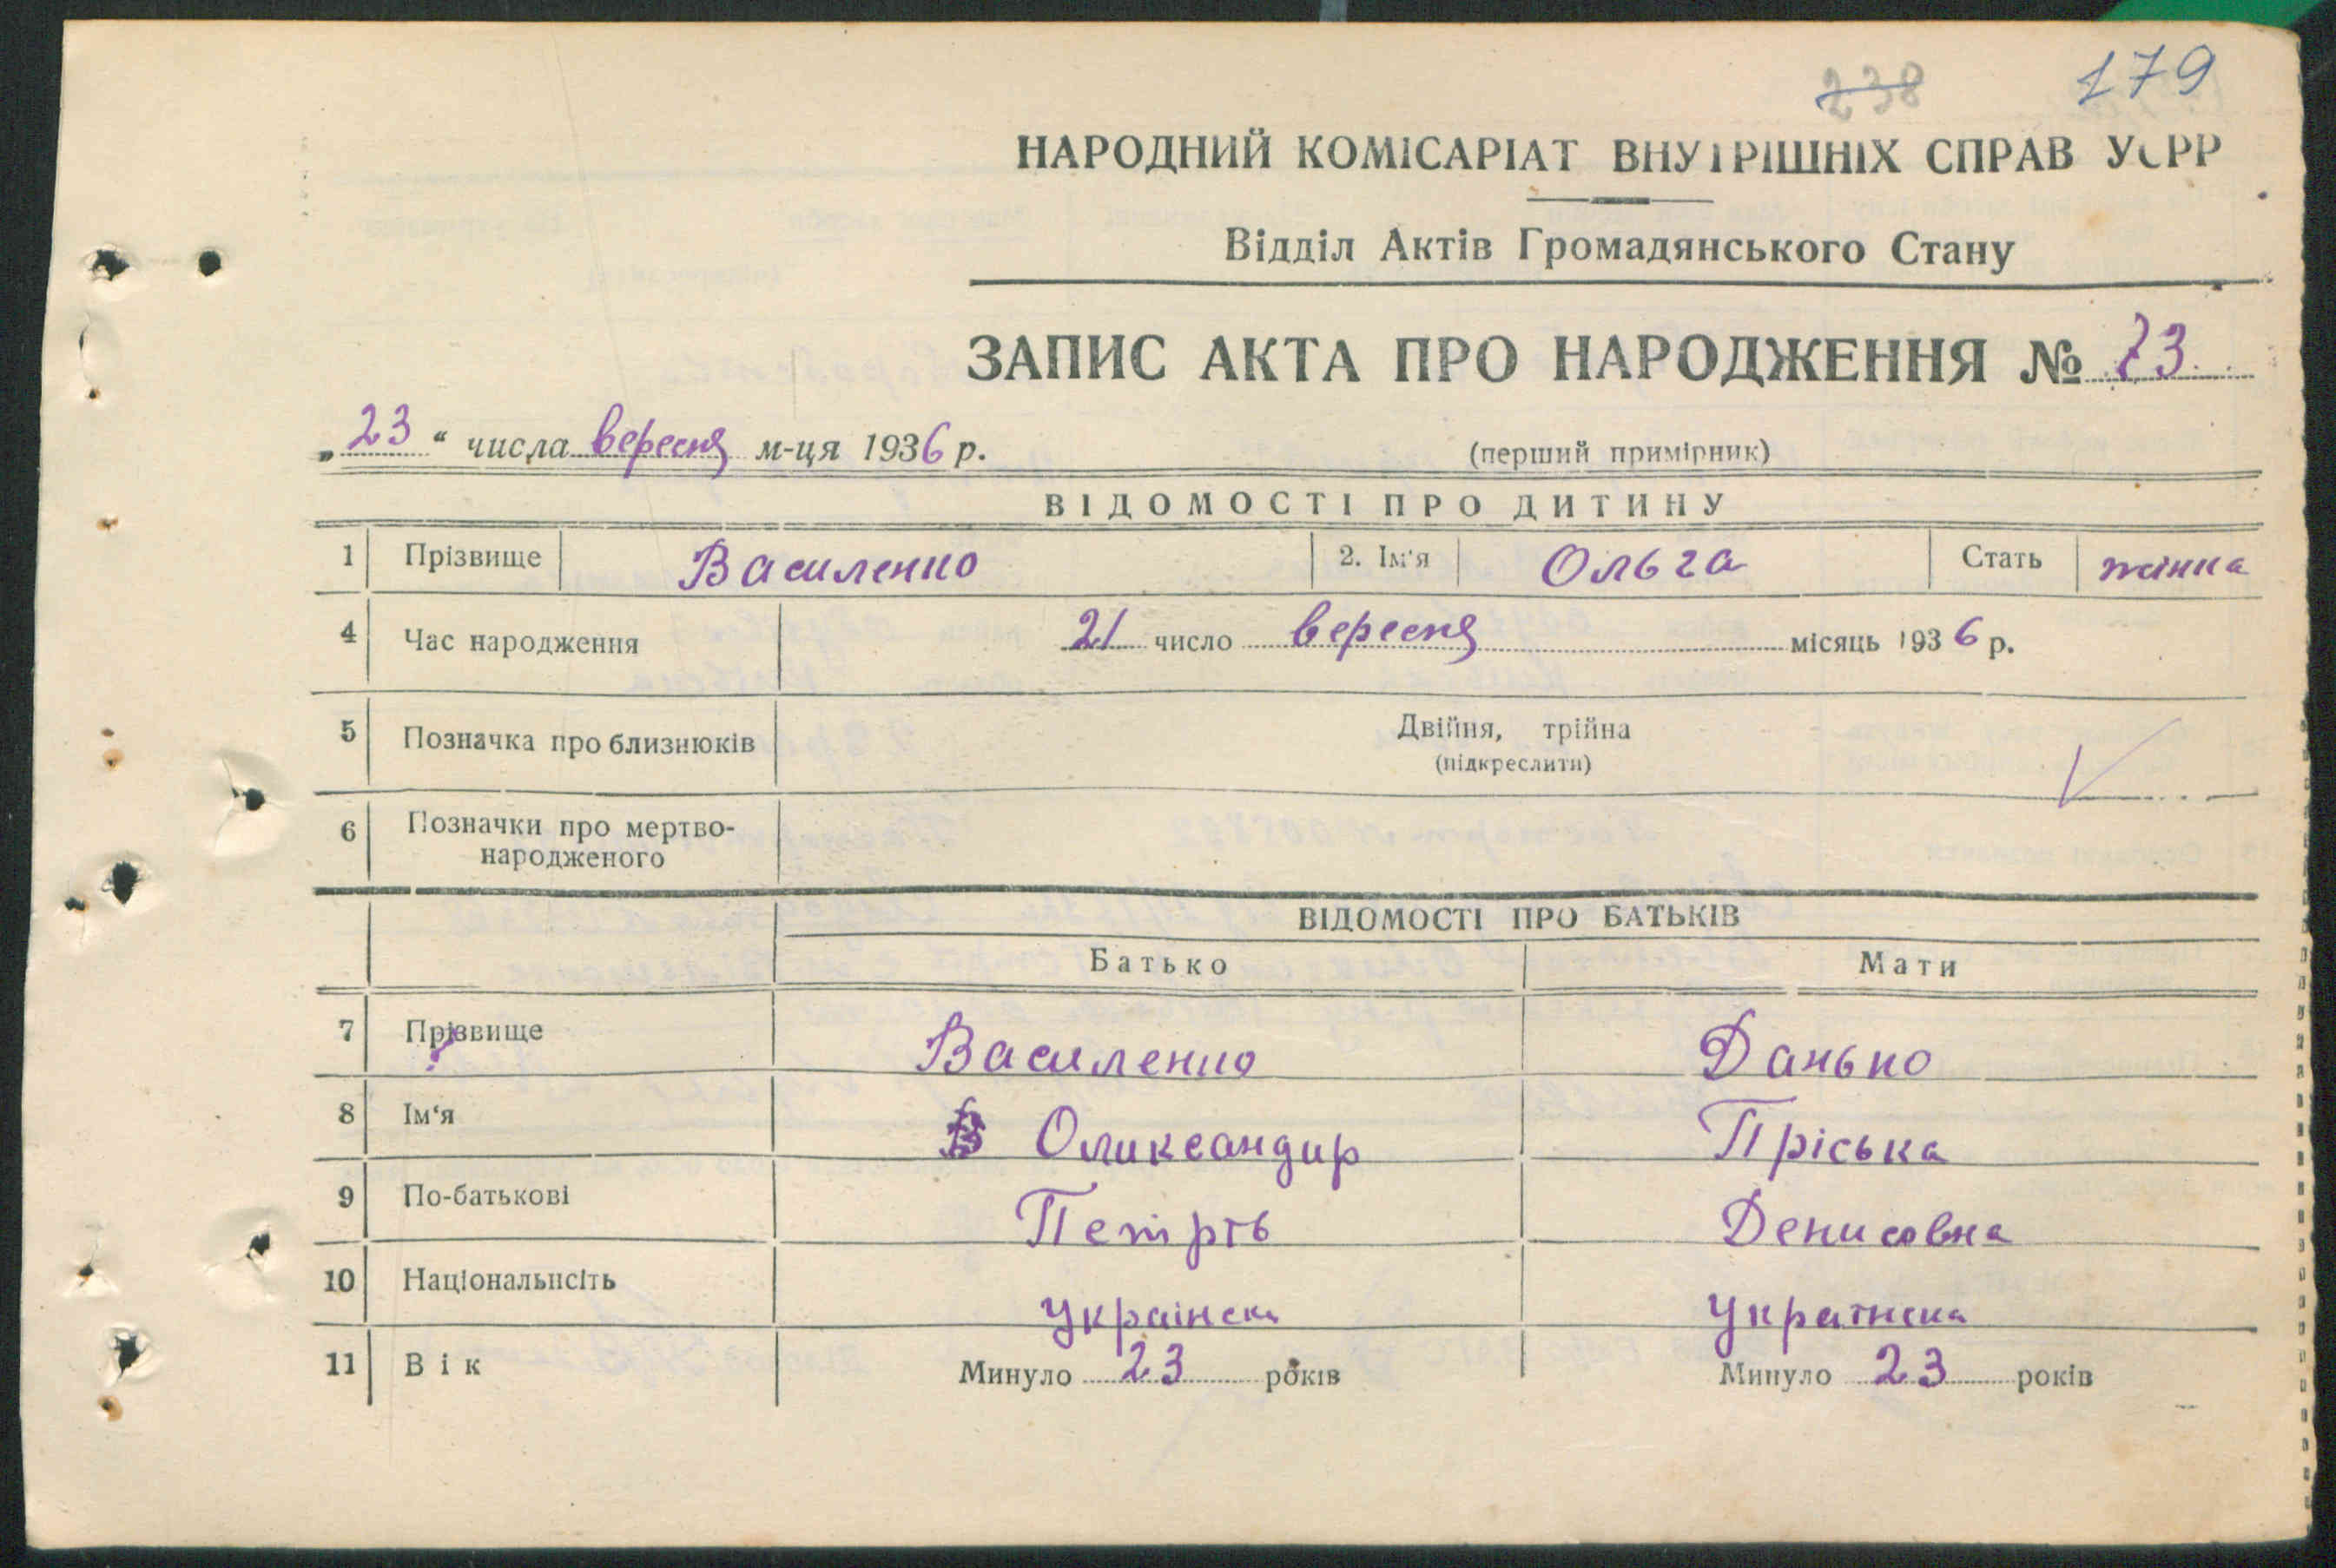 238 179
НАРОДНИЙ КОМІСАРІАТ ВНУТРІШНІХ СПРАВ УСРР
Відділ Актів Громадянського Стану
ЗАПИС АКТА ПРО НАРОДЖЕННЯ № 73
„23“ числа вересня м-ця 1936 р. (перший примірник)
ВІДОМОСТІ ПРО ДИТИНУ
1 Прізвище Василенко 2. Ім'я Ольга Стать жінка
4 Час народження 21 число вересня місяць 1936 р.
5 Позначка про близнюків Двійня, трійна
(підкреслити)
6 Позначки про мертво-
народженого
ВІДОМОСТІ ПРО БАТЬКІВ
Батько Мати
7 Прізвище Василенко Данько
8 Ім'я Олександир Пріська
9 По-батькові Петрів Денисовна
10 Національність Українськ Українська
11 Вік Минуло 23 років Минуло 23 років